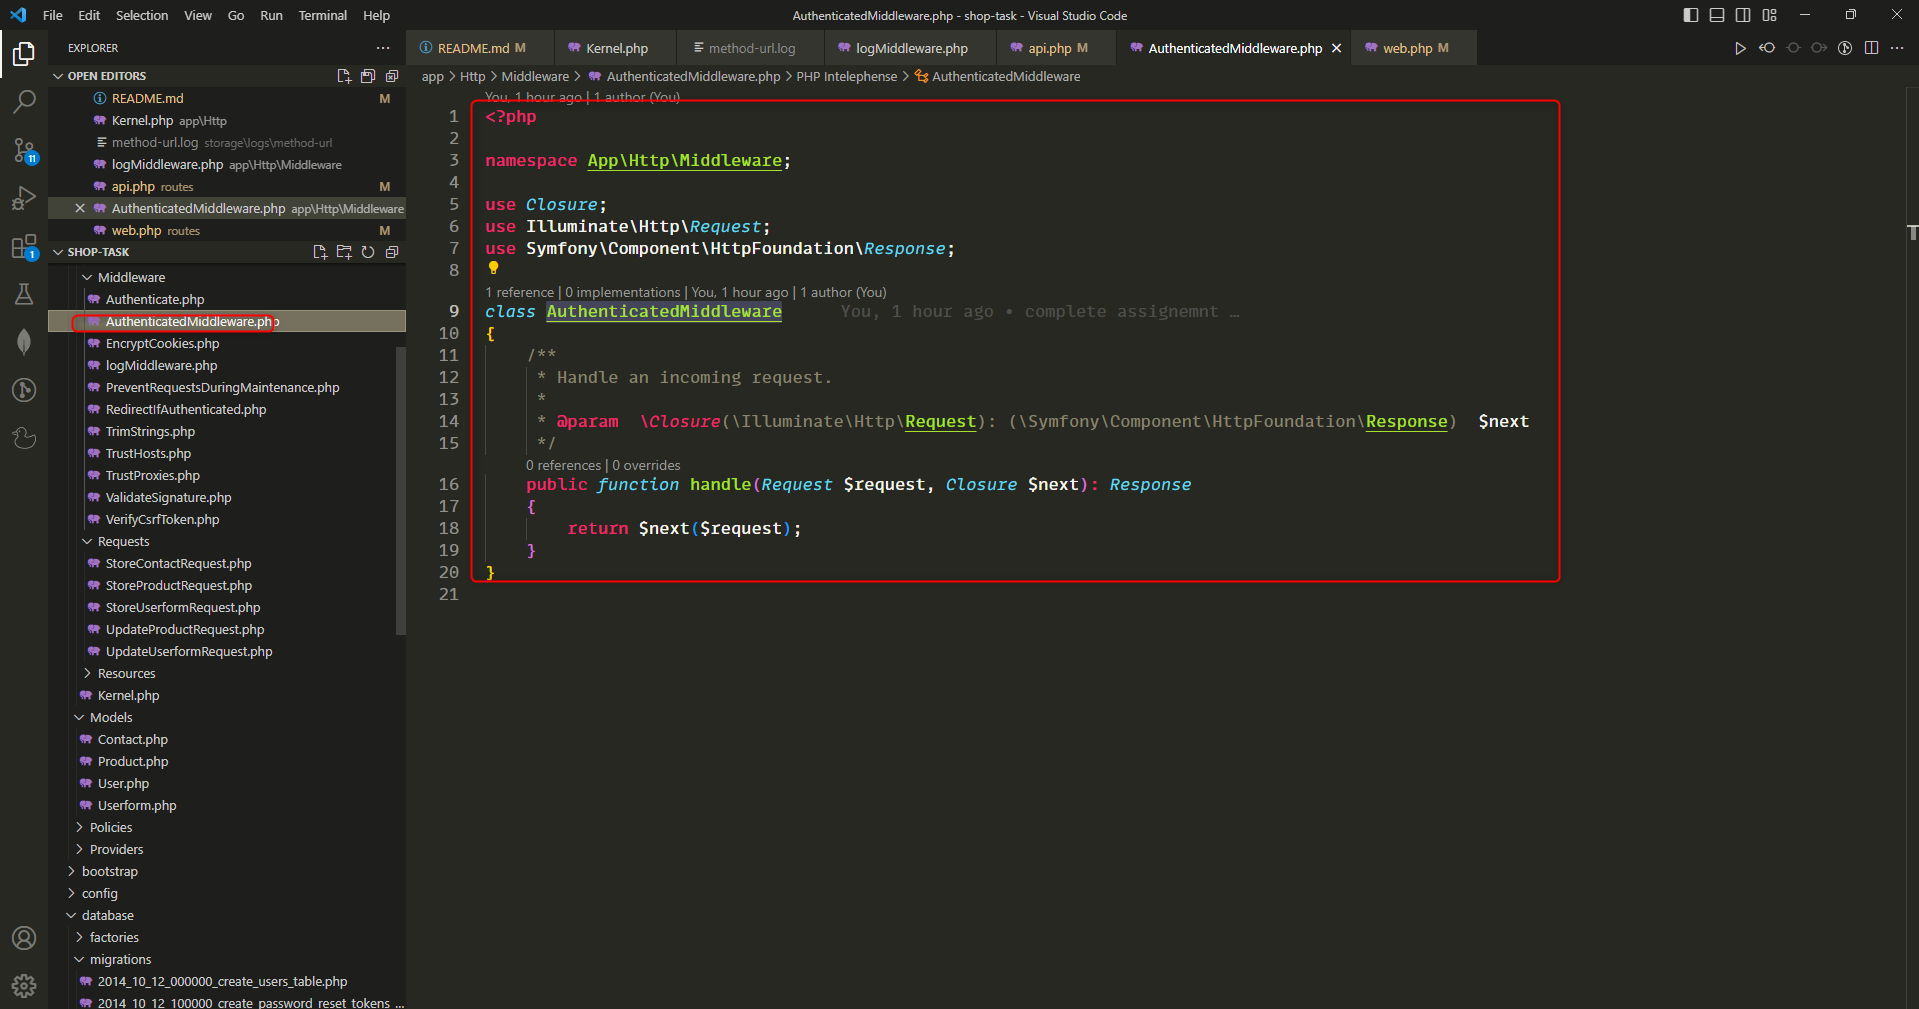 File Edit Selection View Go Run Terminal Help
AuthenticatedMiddleware.php - shop-task - Visual Studio Code
EXPLORER
OPEN EDITORS
README.md M
Kernel.php app\Http
method-url.log storage\logs\method-url
logMiddleware.php app\Http\Middleware
api.php routes M
AuthenticatedMiddleware.php app\Http\Middleware
web.php routes M
SHOP-TASK
Middleware
Authenticate.php
AuthenticatedMiddleware.php
EncryptCookies.php
logMiddleware.php
PreventRequestsDuringMaintenance.php
RedirectIfAuthenticated.php
TrimStrings.php
TrustHosts.php
TrustProxies.php
ValidateSignature.php
VerifyCsrfToken.php
Requests
StoreContactRequest.php
StoreProductRequest.php
StoreUserformRequest.php
UpdateProductRequest.php
UpdateUserformRequest.php
Resources
Kernel.php
Models
Contact.php
Product.php
User.php
Userform.php
Policies
Providers
bootstrap
config
database
factories
migrations
2014_10_12_000000_create_users_table.php
2014_10_12_100000_create_password_reset_tokens_...
11
1
README.md M Kernel.php method-url.log logMiddleware.php api.php M AuthenticatedMiddleware.php web.php M
app > Http > Middleware > AuthenticatedMiddleware.php > PHP Intelephense > AuthenticatedMiddleware
You, 1 hour ago | 1 author (You)
1 <?php
2
3 namespace App\Http\Middleware;
4
5 use Closure;
6 use Illuminate\Http\Request;
7 use Symfony\Component\HttpFoundation\Response;
8
1 reference | 0 implementations | You, 1 hour ago | 1 author (You)
9 class AuthenticatedMiddleware You, 1 hour ago • complete assignemnt …
10 {
11 /**
12 * Handle an incoming request.
13 *
14 * @param \Closure(\Illuminate\Http\Request): (\Symfony\Component\HttpFoundation\Response) $next
15 */
0 references | 0 overrides
16 public function handle(Request $request, Closure $next): Response
17 {
18 return $next($request);
19 }
20 }
21